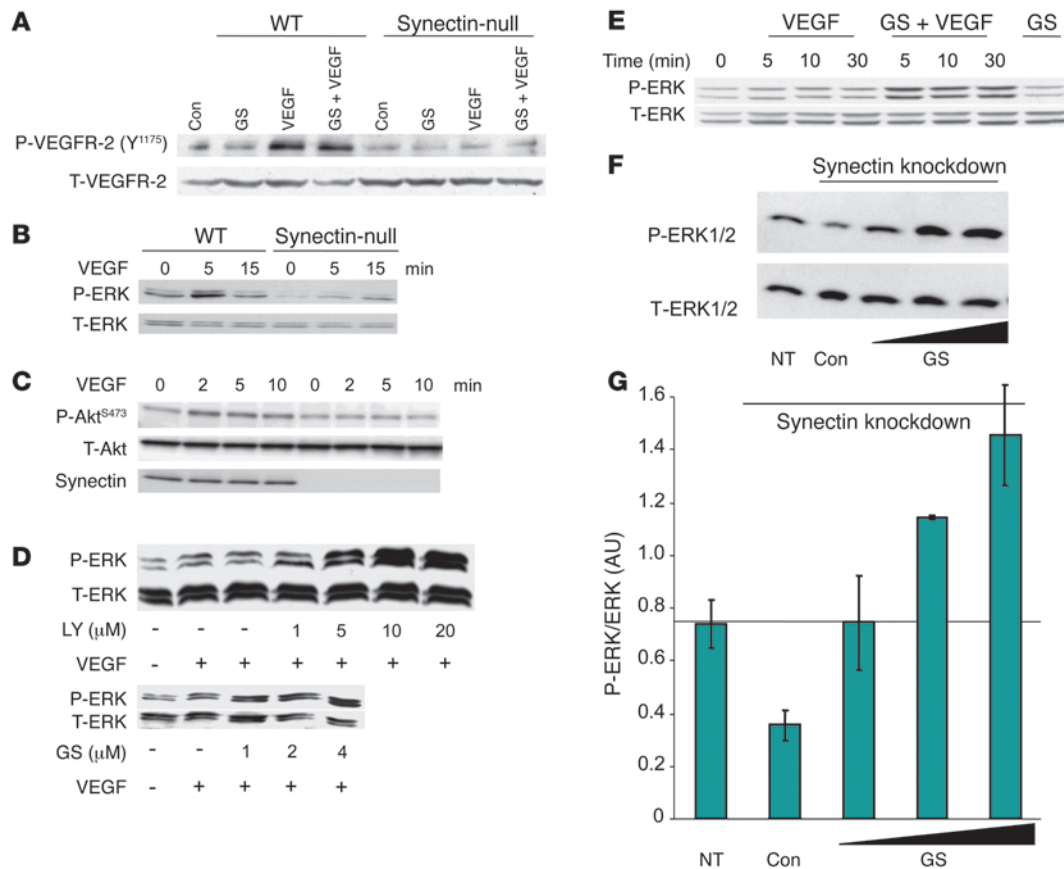 A
WT Synectin-null
Con GS VEGF GS + VEGF Con GS VEGF GS + VEGF
P-VEGFR-2 (Y1175)
T-VEGFR-2
B
WT Synectin-null
VEGF 0 5 15 0 5 15 min
P-ERK
T-ERK
C
VEGF 0 2 5 10 0 2 5 10 min
P-AktS473
T-Akt
Synectin
D
P-ERK
T-ERK
LY (μM) - - - 1 5 10 20
VEGF - + + + + + +
P-ERK
T-ERK
GS (μM) - - 1 2 4
VEGF - + + + +
E
VEGF GS + VEGF GS
Time (min) 0 5 10 30 5 10 30
P-ERK
T-ERK
F
Synectin knockdown
P-ERK1/2
T-ERK1/2
NT Con GS
G
Synectin knockdown
P-ERK/ERK (AU)
1.6
1.4
1.2
1.0
0.8
0.6
0.4
0.2
0
NT Con GS